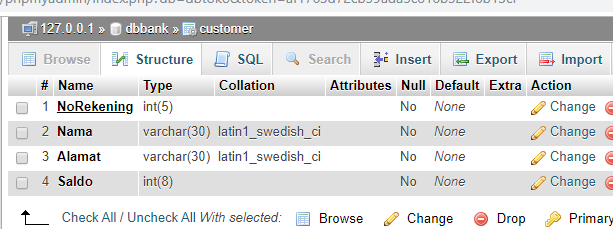 127.0.0.1 » dbbank » customer
Browse Structure SQL Search Insert Export Import
# Name Type Collation Attributes Null Default Extra Action
1 NoRekening int(5) No None Change
2 Nama varchar(30) latin1_swedish_ci No None Change
3 Alamat varchar(30) latin1_swedish_ci No None Change
4 Saldo int(8) No None Change
Check All / Uncheck All With selected: Browse Change Drop Primary